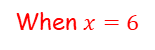 When x = 6